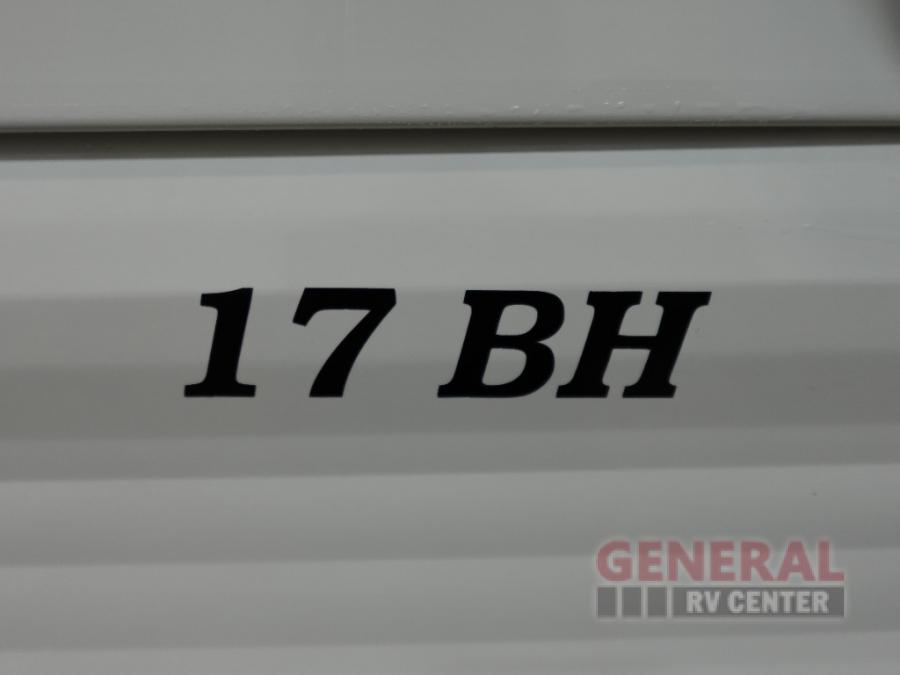 17 BH
GENERAL
RV CENTER